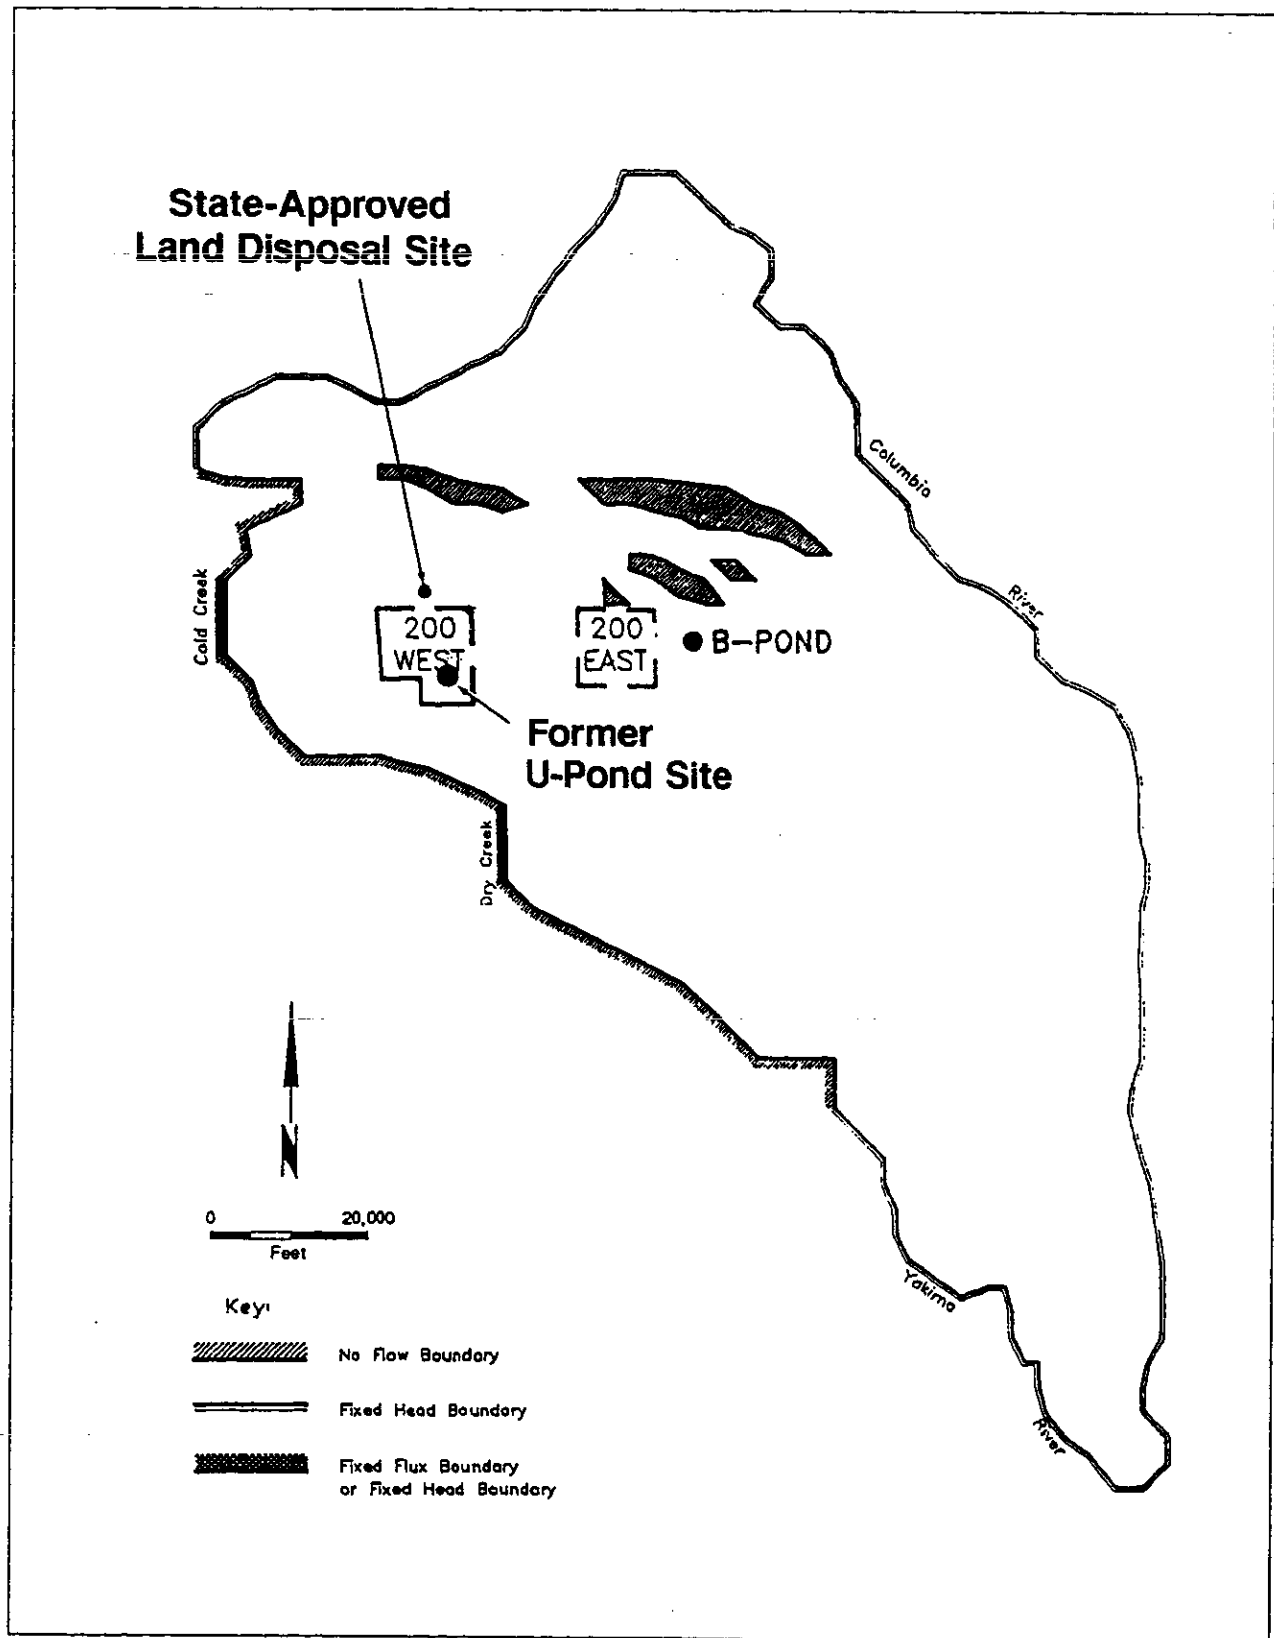 State-Approved
Land Disposal Site
Columbia
River
Cold Creek
200
WEST
200
EAST
B-POND
Former
U-Pond Site
Dry Creek
N
0 20,000
Feet
Yakima
River
Key:
No Flow Boundary
Fixed Head Boundary
Fixed Flux Boundary
or Fixed Head Boundary